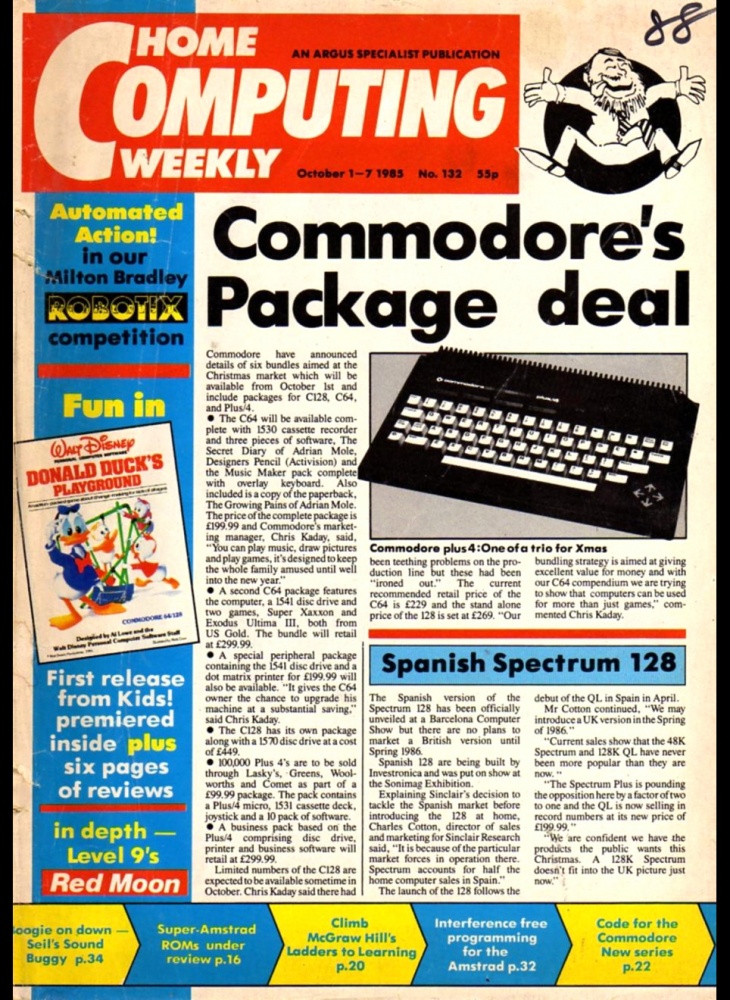 88
HOME
COMPUTING
WEEKLY
AN ARGUS SPECIALIST PUBLICATION
October 1–7 1985 No. 132 55p
Automated
Action!
in our
Milton Bradley
ROBOTIX
competition
Fun in
Walt Disney
PERSONAL COMPUTER SOFTWARE
DONALD DUCK'S
PLAYGROUND
COMMODORE 64/128
Designed by Al Lowe and the
Walt Disney Personal Computer Software Staff
First release
from Kids!
premiered
inside plus
six pages
of reviews
in depth —
Level 9's
Red Moon
Commodore's
Package deal
Commodore have announced
details of six bundles aimed at the
Christmas market which will be
available from October 1st and
include packages for C128, C64,
and Plus/4.
● The C64 will be available com-
plete with 1530 cassette recorder
and three pieces of software, The
Secret Diary of Adrian Mole,
Designers Pencil (Activision) and
the Music Maker pack complete
with overlay keyboard. Also
included is a copy of the paperback,
The Growing Pains of Adrian Mole.
The price of the complete package is
£199.99 and Commodore's market-
ing manager, Chris Kaday, said,
"You can play music, draw pictures
and play games, it's designed to keep
the whole family amused until well
into the new year."
● A second C64 package features
the computer, a 1541 disc drive and
two games, Super Xaxxon and
Exodus Ultima III, both from
US Gold. The bundle will retail
at £299.99.
● A special peripheral package
containing the 1541 disc drive and a
dot matrix printer for £199.99 will
also be available. "It gives the C64
owner the chance to upgrade his
machine at a substantial saving,"
said Chris Kaday.
● The C128 has its own package
along with a 1570 disc drive at a cost
of £449.
● 100,000 Plus 4's are to be sold
through Lasky's, Greens, Wool-
worths and Comet as part of a
£99.99 package. The pack contains
a Plus/4 micro, 1531 cassette deck,
joystick and a 10 pack of software.
● A business pack based on the
Plus/4 comprising disc drive,
printer and business software will
retail at £299.99.
Limited numbers of the C128 are
expected to be available sometime in
October. Chris Kaday said there had
commodore
Commodore plus4:One of a trio for Xmas
been teething problems on the pro-
duction line but these had been
"ironed out." The current
recommended retail price of the
C64 is £229 and the stand alone
price of the 128 is set at £269. "Our
bundling strategy is aimed at giving
excellent value for money and with
our C64 compendium we are trying
to show that computers can be used
for more than just games," com-
mented Chris Kaday.
Spanish Spectrum 128
The Spanish version of the
Spectrum 128 has been officially
unveiled at a Barcelona Computer
Show but there are no plans to
market a British version until
Spring 1986.
Spanish 128 are being built by
Investronica and was put on show at
the Sonimag Exhibition.
Explaining Sinclair's decision to
tackle the Spanish market before
introducing the 128 at home,
Charles Cotton, director of sales
and marketing for Sinclair Research
said, "It is because of the particular
market forces in operation there.
Spectrum accounts for half the
home computer sales in Spain."
The launch of the 128 follows the
debut of the QL in Spain in April.
Mr Cotton continued, "We may
introduce a UK version in the Spring
of 1986."
"Current sales show that the 48K
Spectrum and 128K QL have never
been more popular than they are
now."
"The Spectrum Plus is pounding
the opposition here by a factor of two
to one and the QL is now selling in
record numbers at its new price of
£199.99."
"We are confident we have the
products the public wants this
Christmas. A 128K Spectrum
doesn't fit into the UK picture just
now."
oogie on down —
Seil's Sound
Buggy p.34
Super-Amstrad
ROMs under
review p.16
Climb
McGraw Hill's
Ladders to Learning
p.20
Interference free
programming
for the
Amstrad p.32
Code for the
Commodore
New series
p.22